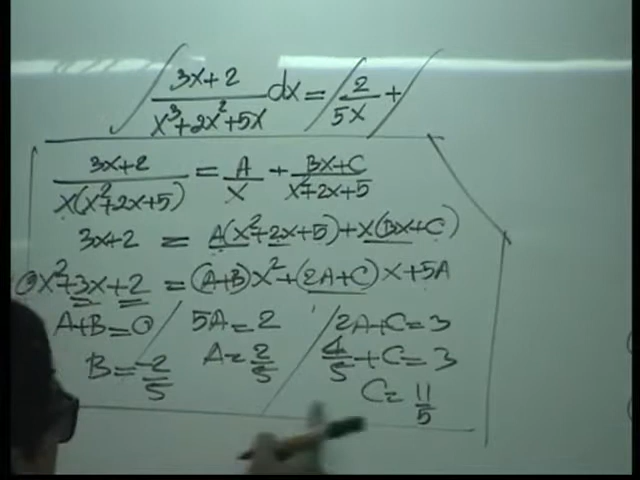 ∫ (3x+2)/(x³+2x²+5x) dx = ∫ 2/(5x) + ∫
(3x+2)/(x(x²+2x+5)) = A/x + (Bx+C)/(x²+2x+5)
3x+2 = A(x²+2x+5)+x(Bx+C)
0x²+3x+2 = (A+B)x²+(2A+C)x+5A
A+B=0 / 5A=2 / 2A+C=3
B=-2/5 A=2/5 4/5+C=3
C=11/5